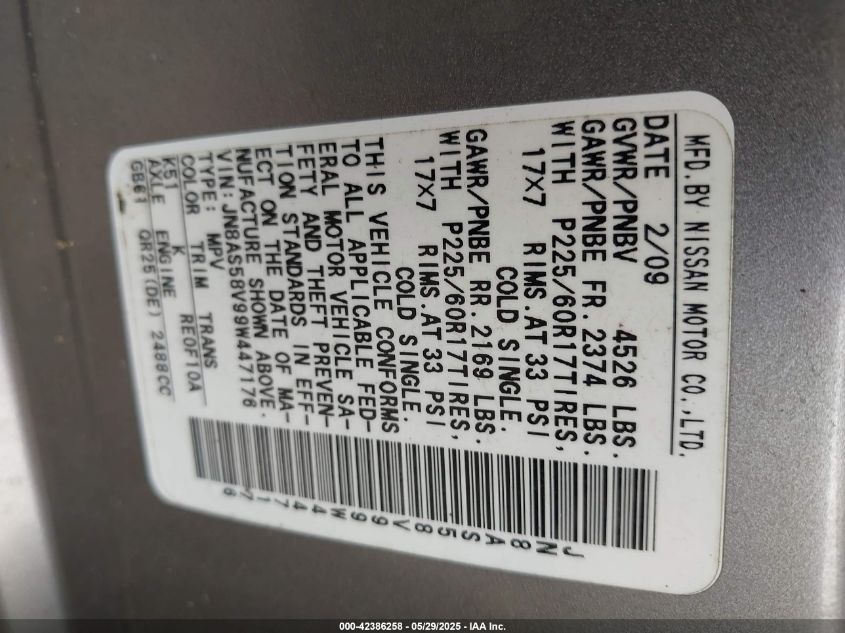 MFD. BY NISSAN MOTOR CO.,LTD.
DATE 2/09
GVWR/PNBV 4526 LBS.
GAWR/PNBE FR. 2374 LBS.
WITH P225/60R17TIRES,
17X7 RIMS.AT 33 PSI
COLD SINGLE.
GAWR/PNBE RR. 2169 LBS.
WITH P225/60R17TIRES,
17X7 RIMS.AT 33 PSI
COLD SINGLE.
THIS VEHICLE CONFORMS
TO ALL APPLICABLE FED-
ERAL MOTOR VEHICLE SA-
FETY AND THEFT PREVEN-
TION STANDARDS IN EFF-
ECT ON THE DATE OF MA-
NUFACTURE SHOWN ABOVE.
VIN: JN8AS58V99W447176
TYPE: MPV
COLOR TRIM TRANS
K51 K RE0F10A
AXLE ENGINE
GB61 QR25(DE) 2488CC
JN8AS58V99W447176
000-42386258 - 05/29/2025 - IAA Inc.